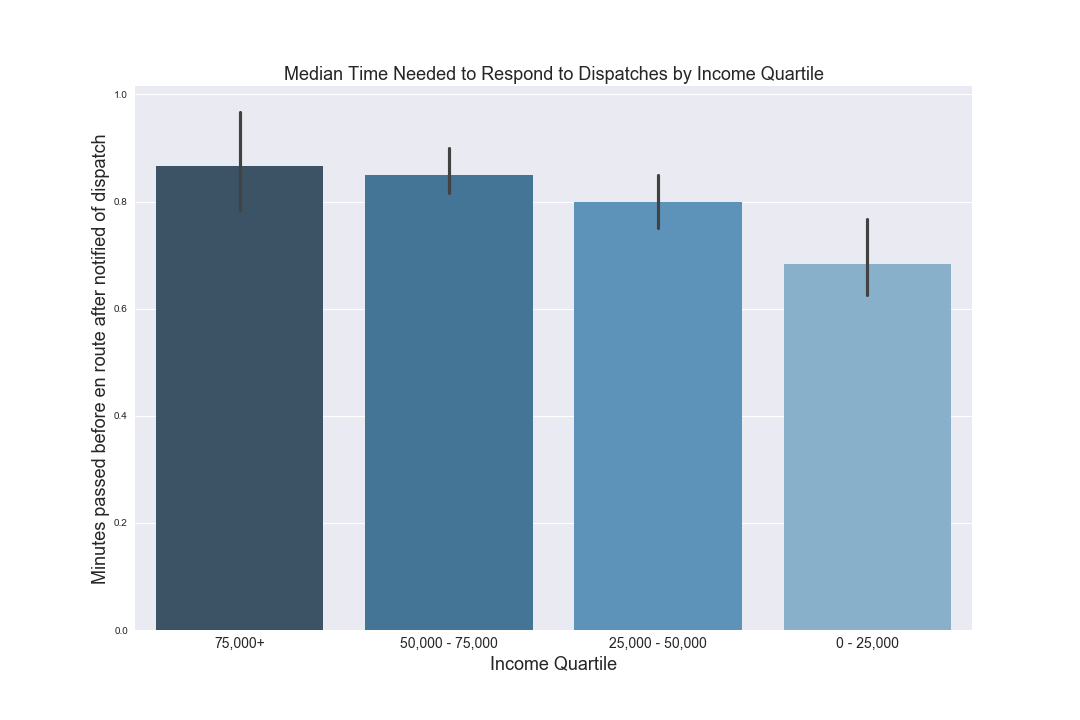 Median Time Needed to Respond to Dispatches by Income Quartile
Minutes passed before en route after notified of dispatch
1.0
0.8
0.6
0.4
0.2
0.0
75,000+
50,000 - 75,000
25,000 - 50,000
0 - 25,000
Income Quartile